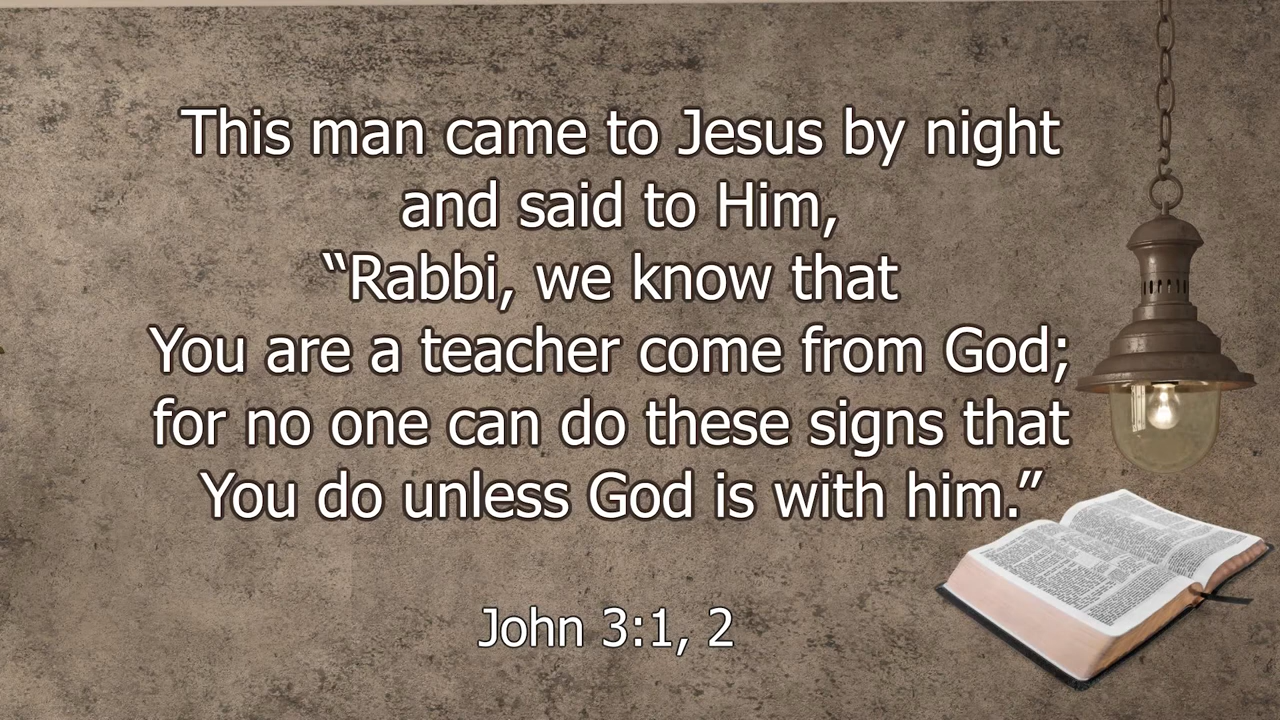 This man came to Jesus by night
and said to Him,
“Rabbi, we know that
You are a teacher come from God;
for no one can do these signs that
You do unless God is with him.”
John 3:1, 2